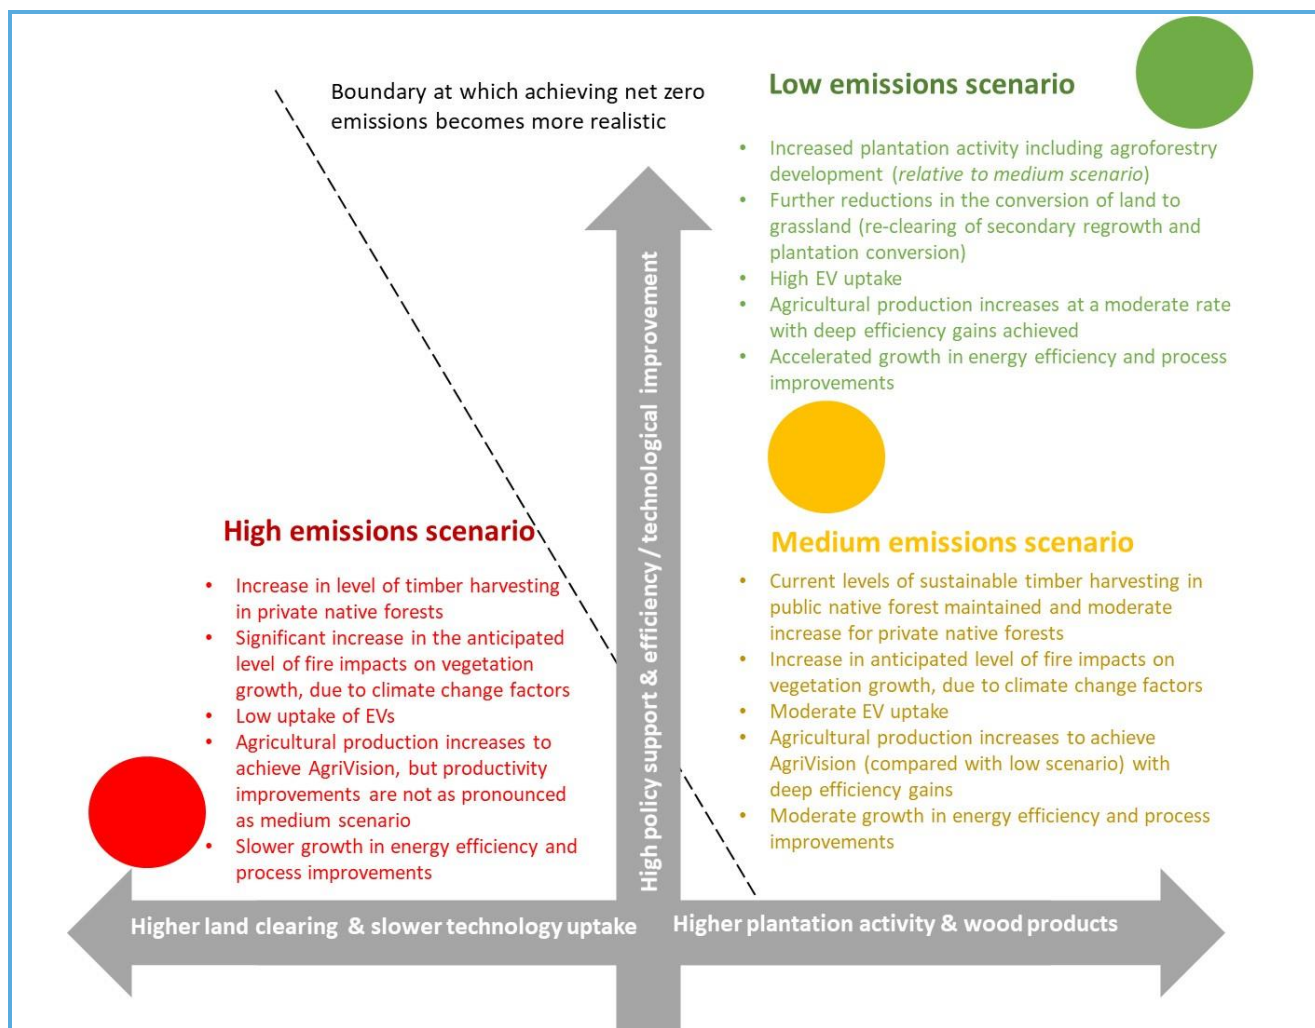 Boundary at which achieving net zero
emissions becomes more realistic
Low emissions scenario
• Increased plantation activity including agroforestry
development (relative to medium scenario)
• Further reductions in the conversion of land to
grassland (re-clearing of secondary regrowth and
plantation conversion)
• High EV uptake
• Agricultural production increases at a moderate rate
with deep efficiency gains achieved
• Accelerated growth in energy efficiency and process
improvements
High policy support & efficiency / technological improvement
High emissions scenario
• Increase in level of timber harvesting
in private native forests
• Significant increase in the anticipated
level of fire impacts on vegetation
growth, due to climate change factors
• Low uptake of EVs
• Agricultural production increases to
achieve AgriVision, but productivity
improvements are not as pronounced
as medium scenario
• Slower growth in energy efficiency and
process improvements
Medium emissions scenario
• Current levels of sustainable timber harvesting in
public native forest maintained and moderate
increase for private native forests
• Increase in anticipated level of fire impacts on
vegetation growth, due to climate change factors
• Moderate EV uptake
• Agricultural production increases to achieve
AgriVision (compared with low scenario) with
deep efficiency gains
• Moderate growth in energy efficiency and process
improvements
Higher land clearing & slower technology uptake
Higher plantation activity & wood products